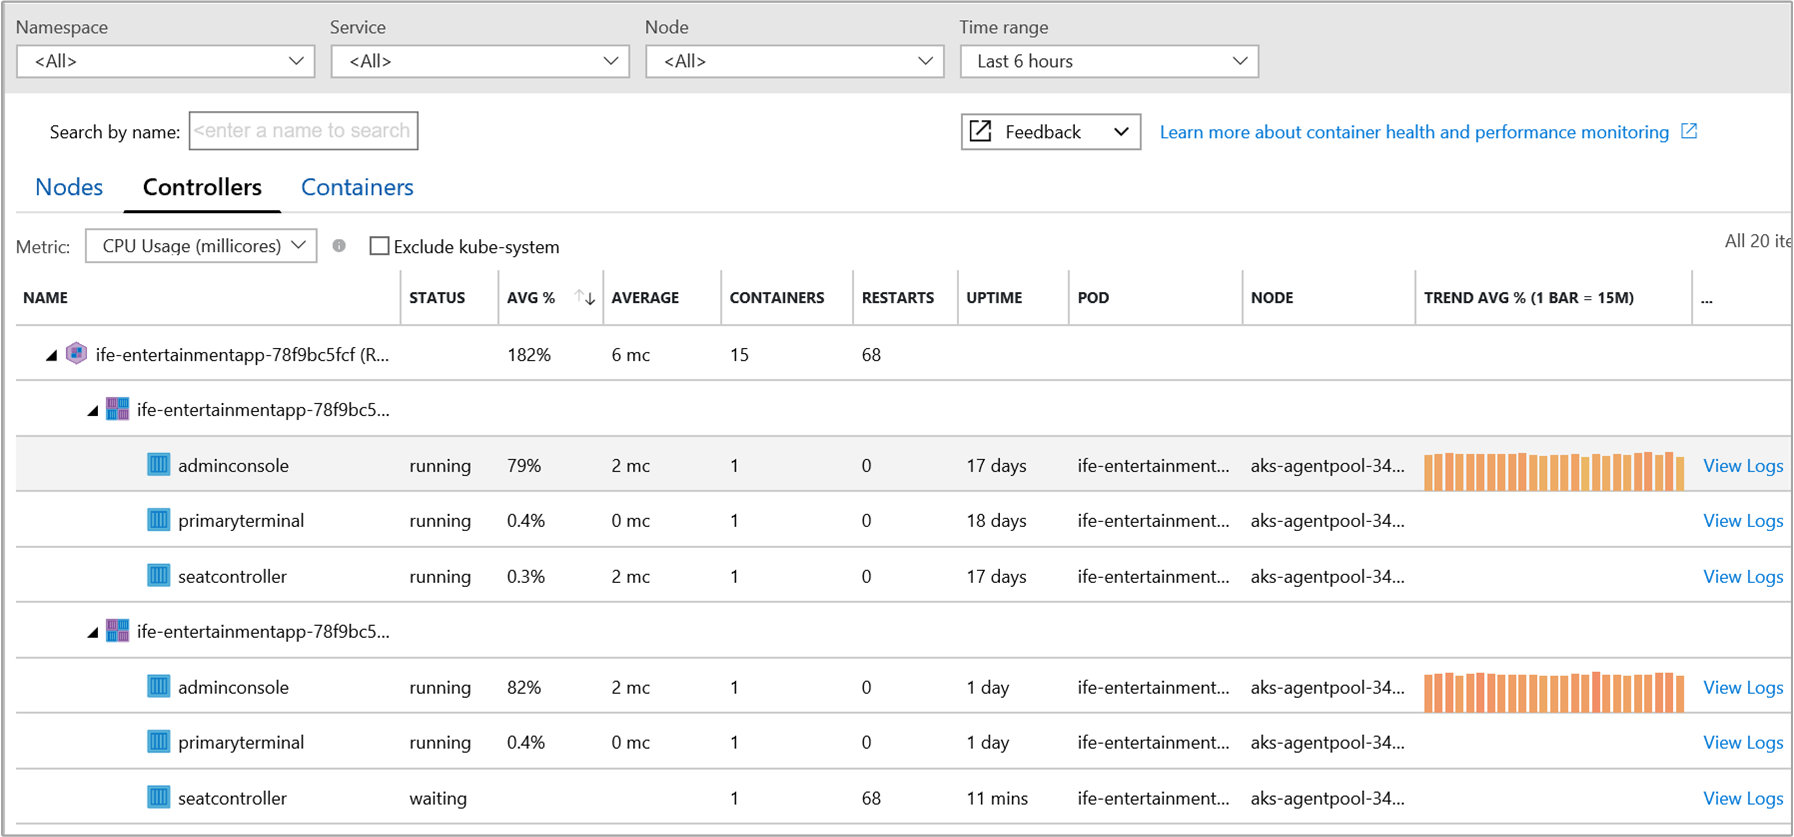 Namespace Service Node Time range
<All> <All> <All> Last 6 hours
Search by name: <enter a name to search Feedback Learn more about container health and performance monitoring
Nodes Controllers Containers
Metric: CPU Usage (millicores) Exclude kube-system All 20 ite
NAME STATUS AVG % AVERAGE CONTAINERS RESTARTS UPTIME POD NODE TREND AVG % (1 BAR = 15M) ...
ife-entertainmentapp-78f9bc5fcf (R... 182% 6 mc 15 68
ife-entertainmentapp-78f9bc5...
adminconsole running 79% 2 mc 1 0 17 days ife-entertainment... aks-agentpool-34... View Logs
primaryterminal running 0.4% 0 mc 1 0 18 days ife-entertainment... aks-agentpool-34... View Logs
seatcontroller running 0.3% 2 mc 1 0 17 days ife-entertainment... aks-agentpool-34... View Logs
ife-entertainmentapp-78f9bc5...
adminconsole running 82% 2 mc 1 0 1 day ife-entertainment... aks-agentpool-34... View Logs
primaryterminal running 0.4% 0 mc 1 0 1 day ife-entertainment... aks-agentpool-34... View Logs
seatcontroller waiting 1 68 11 mins ife-entertainment... aks-agentpool-34... View Logs